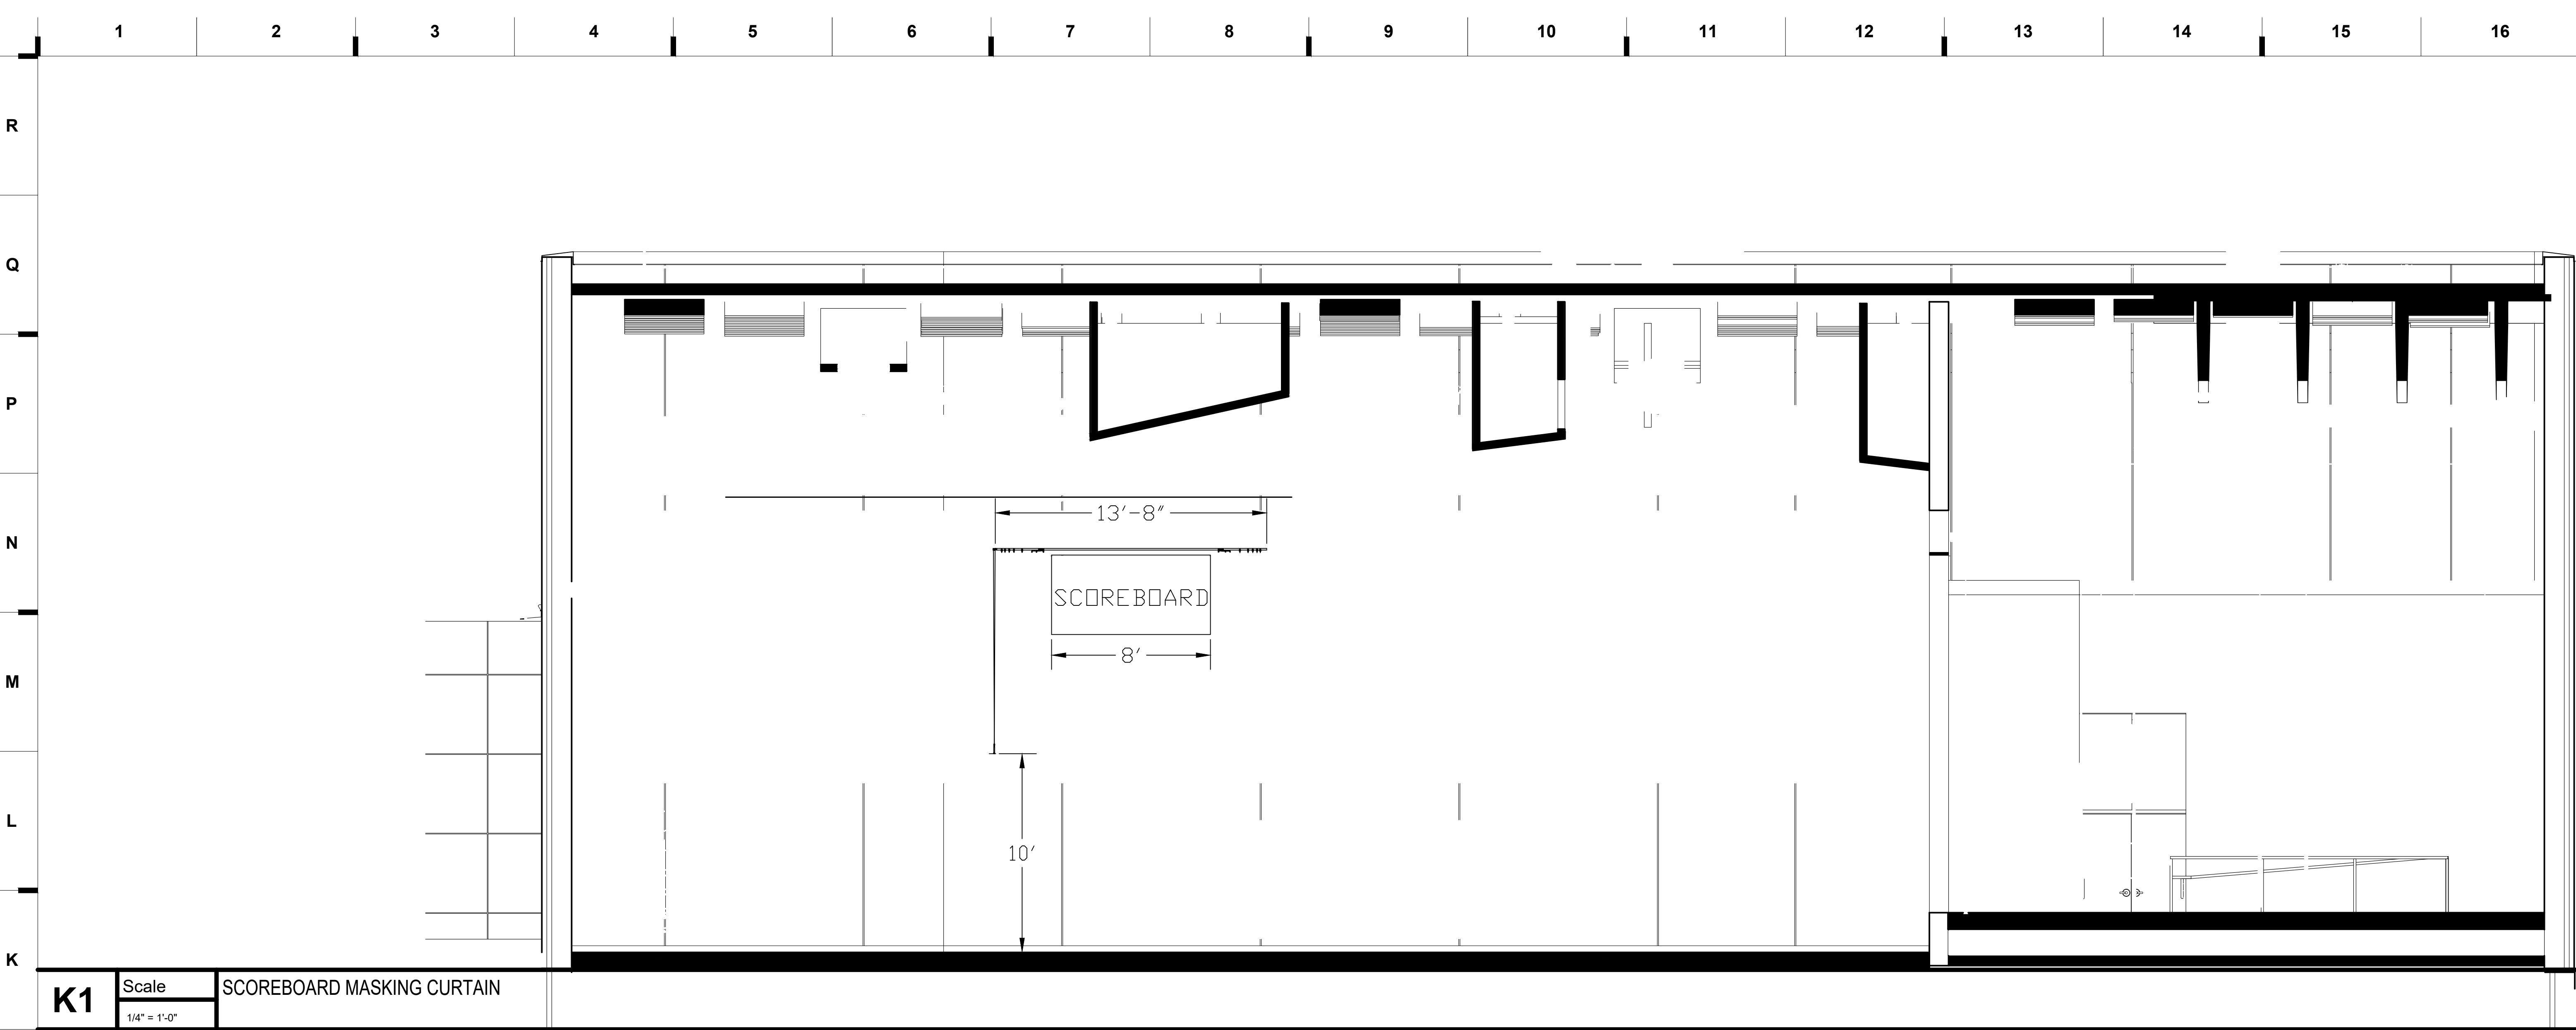 1 2 3 4 5 6 7 8 9 10 11 12 13 14 15 16
R
Q
P
N
13'-8"
SCOREBOARD
M
8'
L
10'
K
K1
Scale
1/4" = 1'-0"
SCOREBOARD MASKING CURTAIN